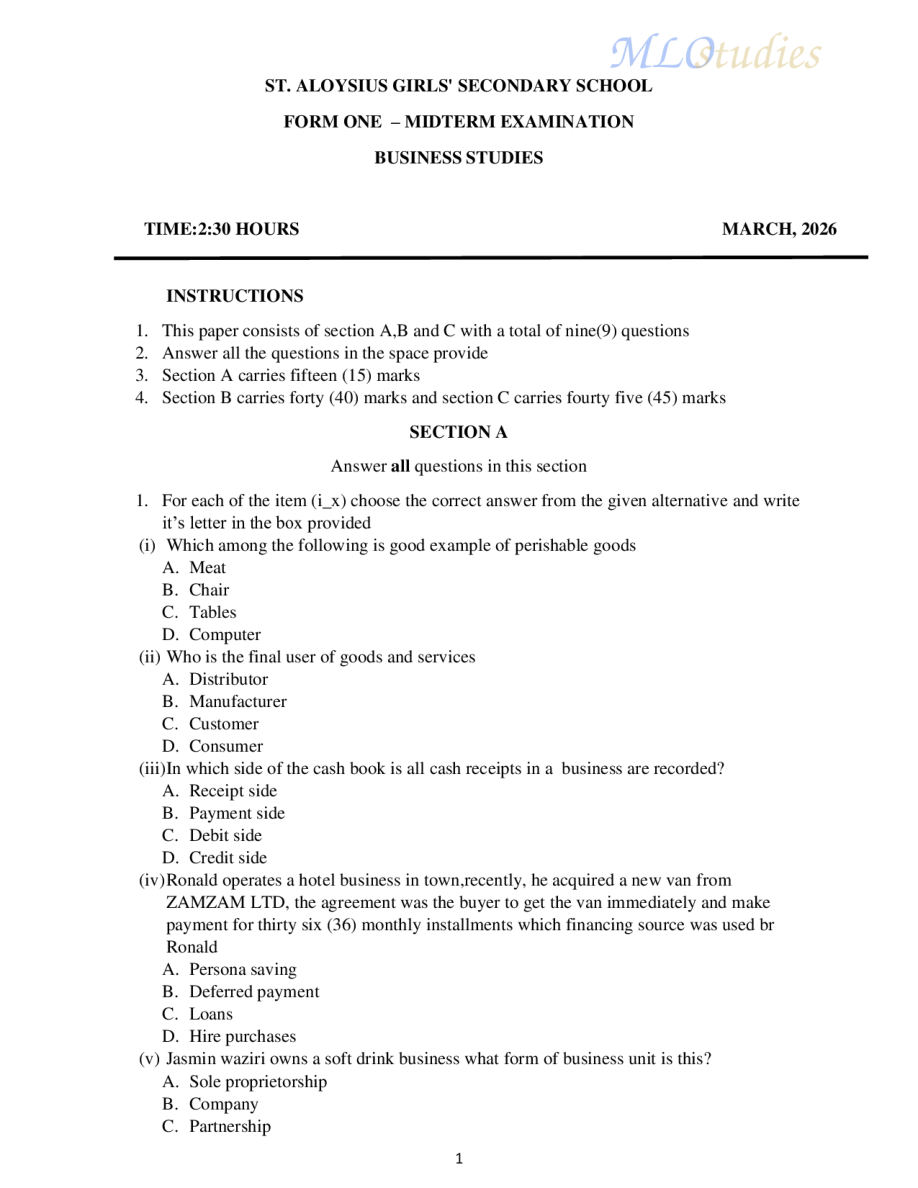 MLOstudies
ST. ALOYSIUS GIRLS' SECONDARY SCHOOL
FORM ONE – MIDTERM EXAMINATION
BUSINESS STUDIES
TIME:2:30 HOURS MARCH, 2026
INSTRUCTIONS
1. This paper consists of section A,B and C with a total of nine(9) questions
2. Answer all the questions in the space provide
3. Section A carries fifteen (15) marks
4. Section B carries forty (40) marks and section C carries fourty five (45) marks
SECTION A
Answer all questions in this section
1. For each of the item (i_x) choose the correct answer from the given alternative and write
it’s letter in the box provided
(i) Which among the following is good example of perishable goods
A. Meat
B. Chair
C. Tables
D. Computer
(ii) Who is the final user of goods and services
A. Distributor
B. Manufacturer
C. Customer
D. Consumer
(iii)In which side of the cash book is all cash receipts in a business are recorded?
A. Receipt side
B. Payment side
C. Debit side
D. Credit side
(iv)Ronald operates a hotel business in town,recently, he acquired a new van from
ZAMZAM LTD, the agreement was the buyer to get the van immediately and make
payment for thirty six (36) monthly installments which financing source was used br
Ronald
A. Persona saving
B. Deferred payment
C. Loans
D. Hire purchases
(v) Jasmin waziri owns a soft drink business what form of business unit is this?
A. Sole proprietorship
B. Company
C. Partnership
1